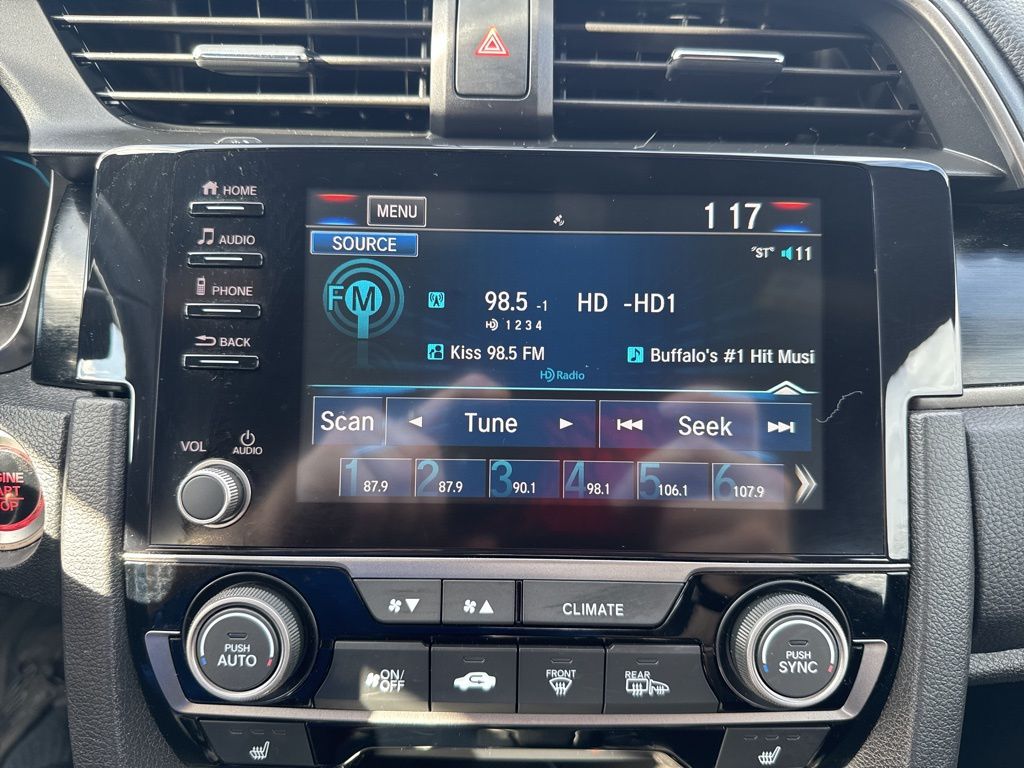 HOME
AUDIO
PHONE
BACK
VOL
AUDIO
MENU
1 17
SOURCE
"ST" 11
FM
98.5 -1 HD -HD1
HD 1 2 3 4
Kiss 98.5 FM
Buffalo's #1 Hit Musi
HD Radio
Scan
Tune
Seek
1 87.9
2 87.9
3 90.1
4 98.1
5 106.1
6 107.9
CLIMATE
PUSH
AUTO
ON/
OFF
FRONT
REAR
PUSH
SYNC